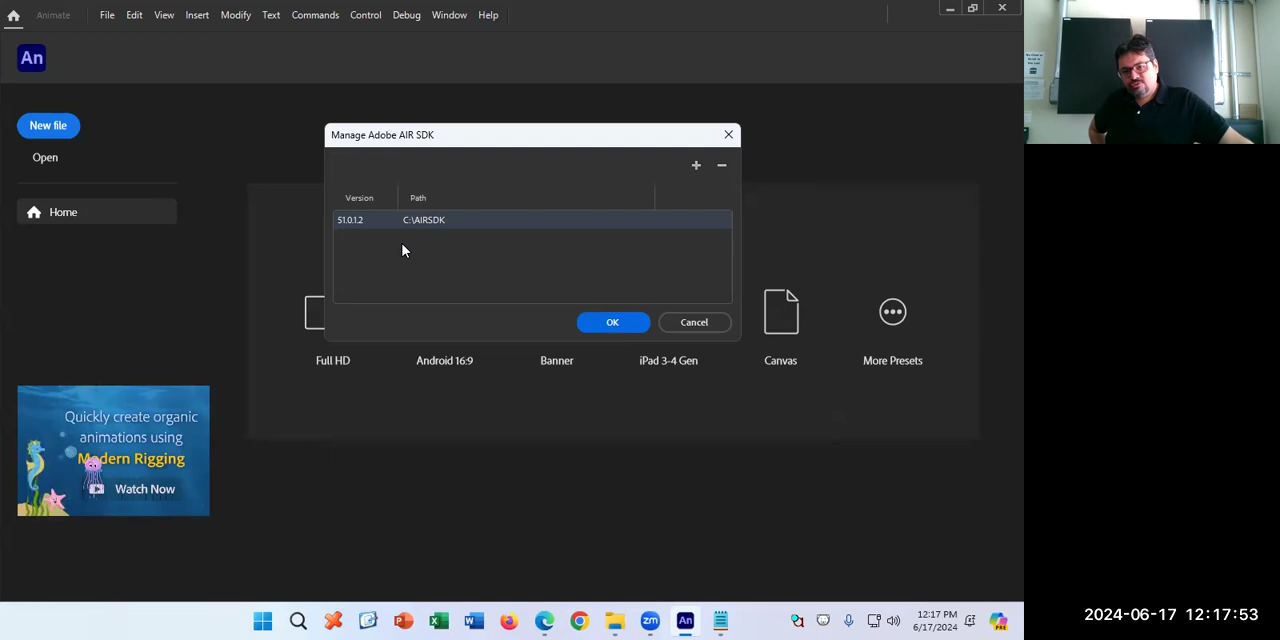 Animate
File Edit View Insert Modify Text Commands Control Debug Window Help
An
New file
Open
Home
Manage Adobe AIR SDK
Version Path
51.0.1.2 C:\AIRSDK
OK Cancel
Full HD Android 16:9 Banner iPad 3-4 Gen Canvas More Presets
Quickly create organic
animations using
Modern Rigging
Watch Now
zm An
12:17 PM
6/17/2024
PRE
2024-06-17 12:17:53